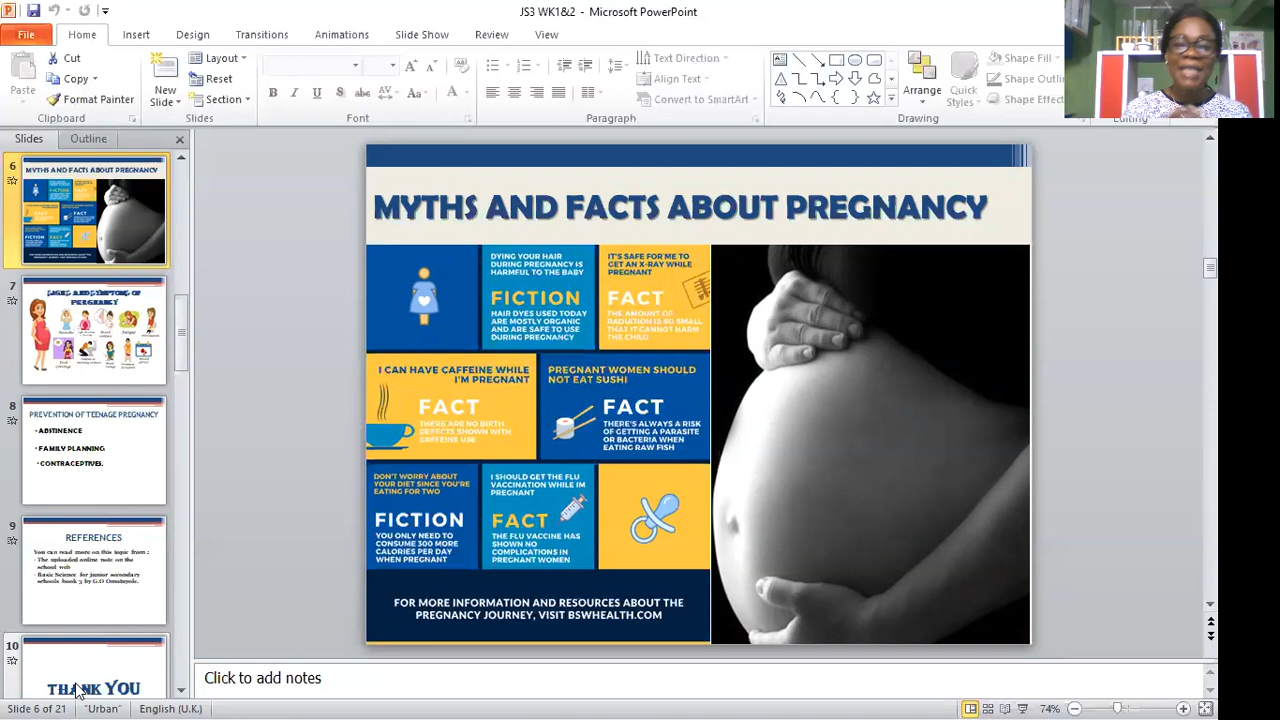 JS3 WK1&2 - Microsoft PowerPoint
File Home Insert Design Transitions Animations Slide Show Review View
Paste
Cut
Copy
Format Painter
Clipboard
New
Slide
Layout
Reset
Section
Slides
Font
Text Direction
Align Text
Convert to SmartArt
Paragraph
Arrange
Quick
Styles
Shape Fill
Shape Outli
Shape Effec
Drawing
Editing
Slides Outline
6
MYTHS AND FACTS ABOUT PREGNANCY
FICTION
FACT
7
SIGNS AND SYMPTOMS OF
PREGNANCY
8
PREVENTION OF TEENAGE PREGNANCY
• ABSTINENCE
• FAMILY PLANNING
• CONTRACEPTIVES.
9
REFERENCES
You can read more on this topic from :
- The uploaded online note on the
school web
- Basic Science for junior secondary
schools book 3 by G.O
10
THANK YOU
MYTHS AND FACTS ABOUT PREGNANCY
DYING YOUR HAIR
DURING PREGNANCY IS
HARMFUL TO THE BABY
FICTION
HAIR DYES USED TODAY
ARE MOSTLY ORGANIC
AND ARE SAFE TO USE
DURING PREGNANCY
IT'S SAFE FOR ME TO
GET AN X-RAY WHILE
PREGNANT
FACT
THE AMOUNT OF
RADIATION IS SO SMALL
THAT IT CANNOT HARM
THE CHILD
I CAN HAVE CAFFEINE WHILE
I'M PREGNANT
FACT
THERE ARE NO BIRTH
DEFECTS SHOWN WITH
CAFFEINE USE
PREGNANT WOMEN SHOULD
NOT EAT SUSHI
FACT
THERE'S ALWAYS A RISK
OF GETTING A PARASITE
OR BACTERIA WHEN
EATING RAW FISH
DON'T WORRY ABOUT
YOUR DIET SINCE YOU'RE
EATING FOR TWO
FICTION
YOU ONLY NEED TO
CONSUME 300 MORE
CALORIES PER DAY
WHEN PREGNANT
I SHOULD GET THE FLU
VACCINATION WHILE IM
PREGNANT
FACT
THE FLU VACCINE HAS
SHOWN NO
COMPLICATIONS IN
PREGNANT WOMEN
FOR MORE INFORMATION AND RESOURCES ABOUT THE
PREGNANCY JOURNEY, VISIT BSWHEALTH.COM
Click to add notes
Slide 6 of 21 "Urban" English (U.K.) 74%